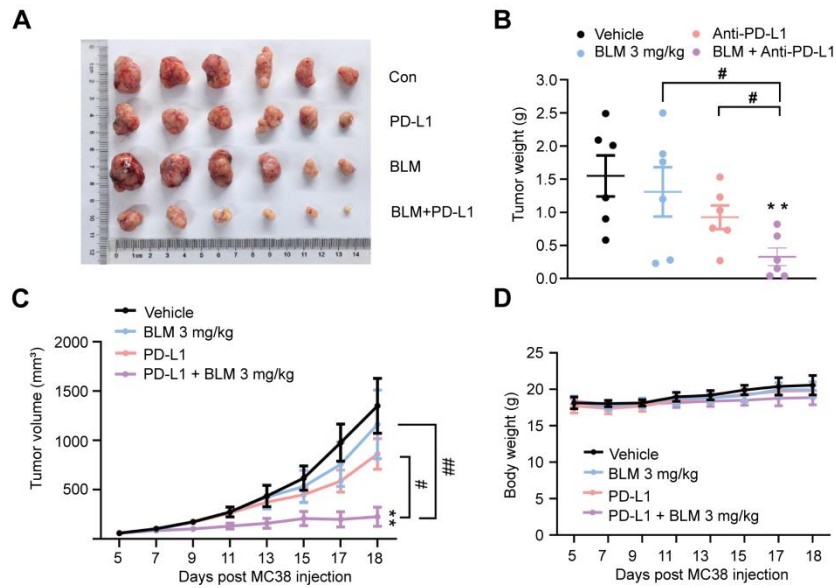 A
Con
PD-L1
BLM
BLM+PD-L1
B
Vehicle
Anti-PD-L1
BLM 3 mg/kg
BLM + Anti-PD-L1
#
#
* *
3.0
2.5
2.0
1.5
1.0
0.5
0.0
Tumor weight (g)
C
Vehicle
BLM 3 mg/kg
PD-L1
PD-L1 + BLM 3 mg/kg
2000
1500
1000
500
Tumor volume (mm³)
#
##
**
5 7 9 11 13 15 17 18
Days post MC38 injection
D
25
20
15
10
5
0
Body weight (g)
Vehicle
BLM 3 mg/kg
PD-L1
PD-L1 + BLM 3 mg/kg
5 7 9 11 13 15 17 18
Days post MC38 injection